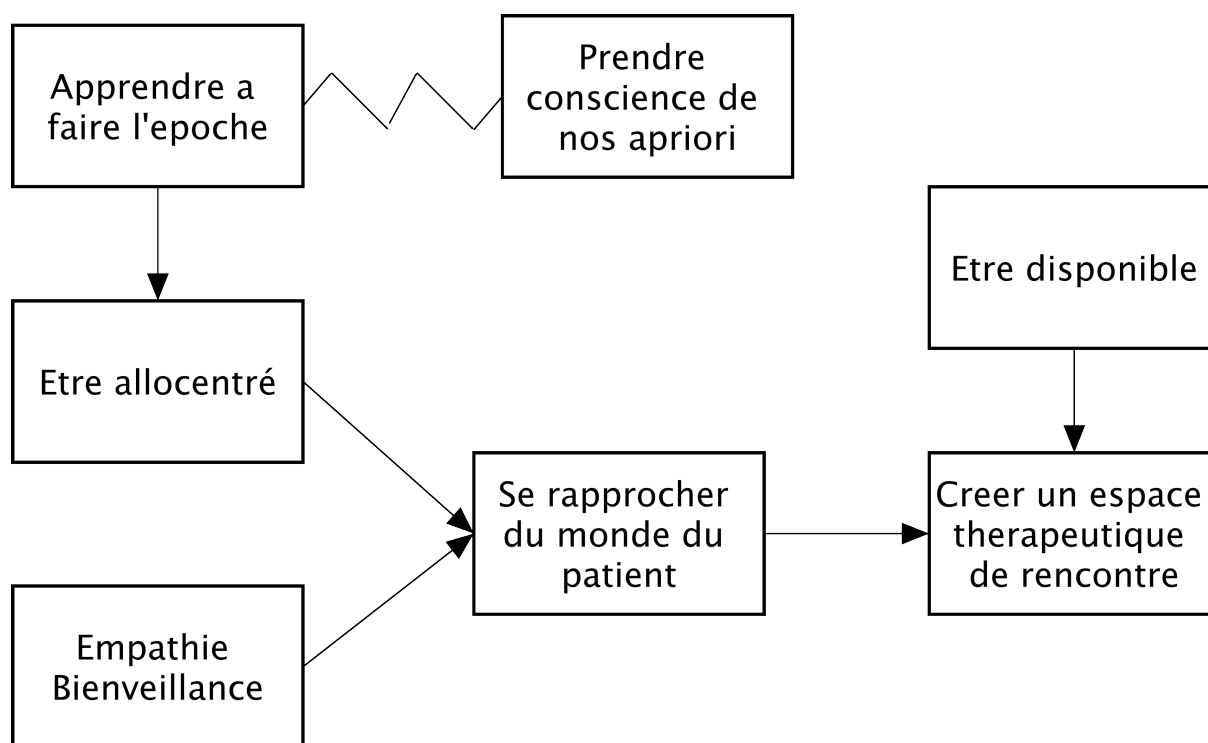 Apprendre a
faire l'epoche
Prendre
conscience de
nos apriori
Etre disponible
Etre allocentré
Se rapprocher
du monde du
patient
Creer un espace
therapeutique
de rencontre
Empathie
Bienveillance